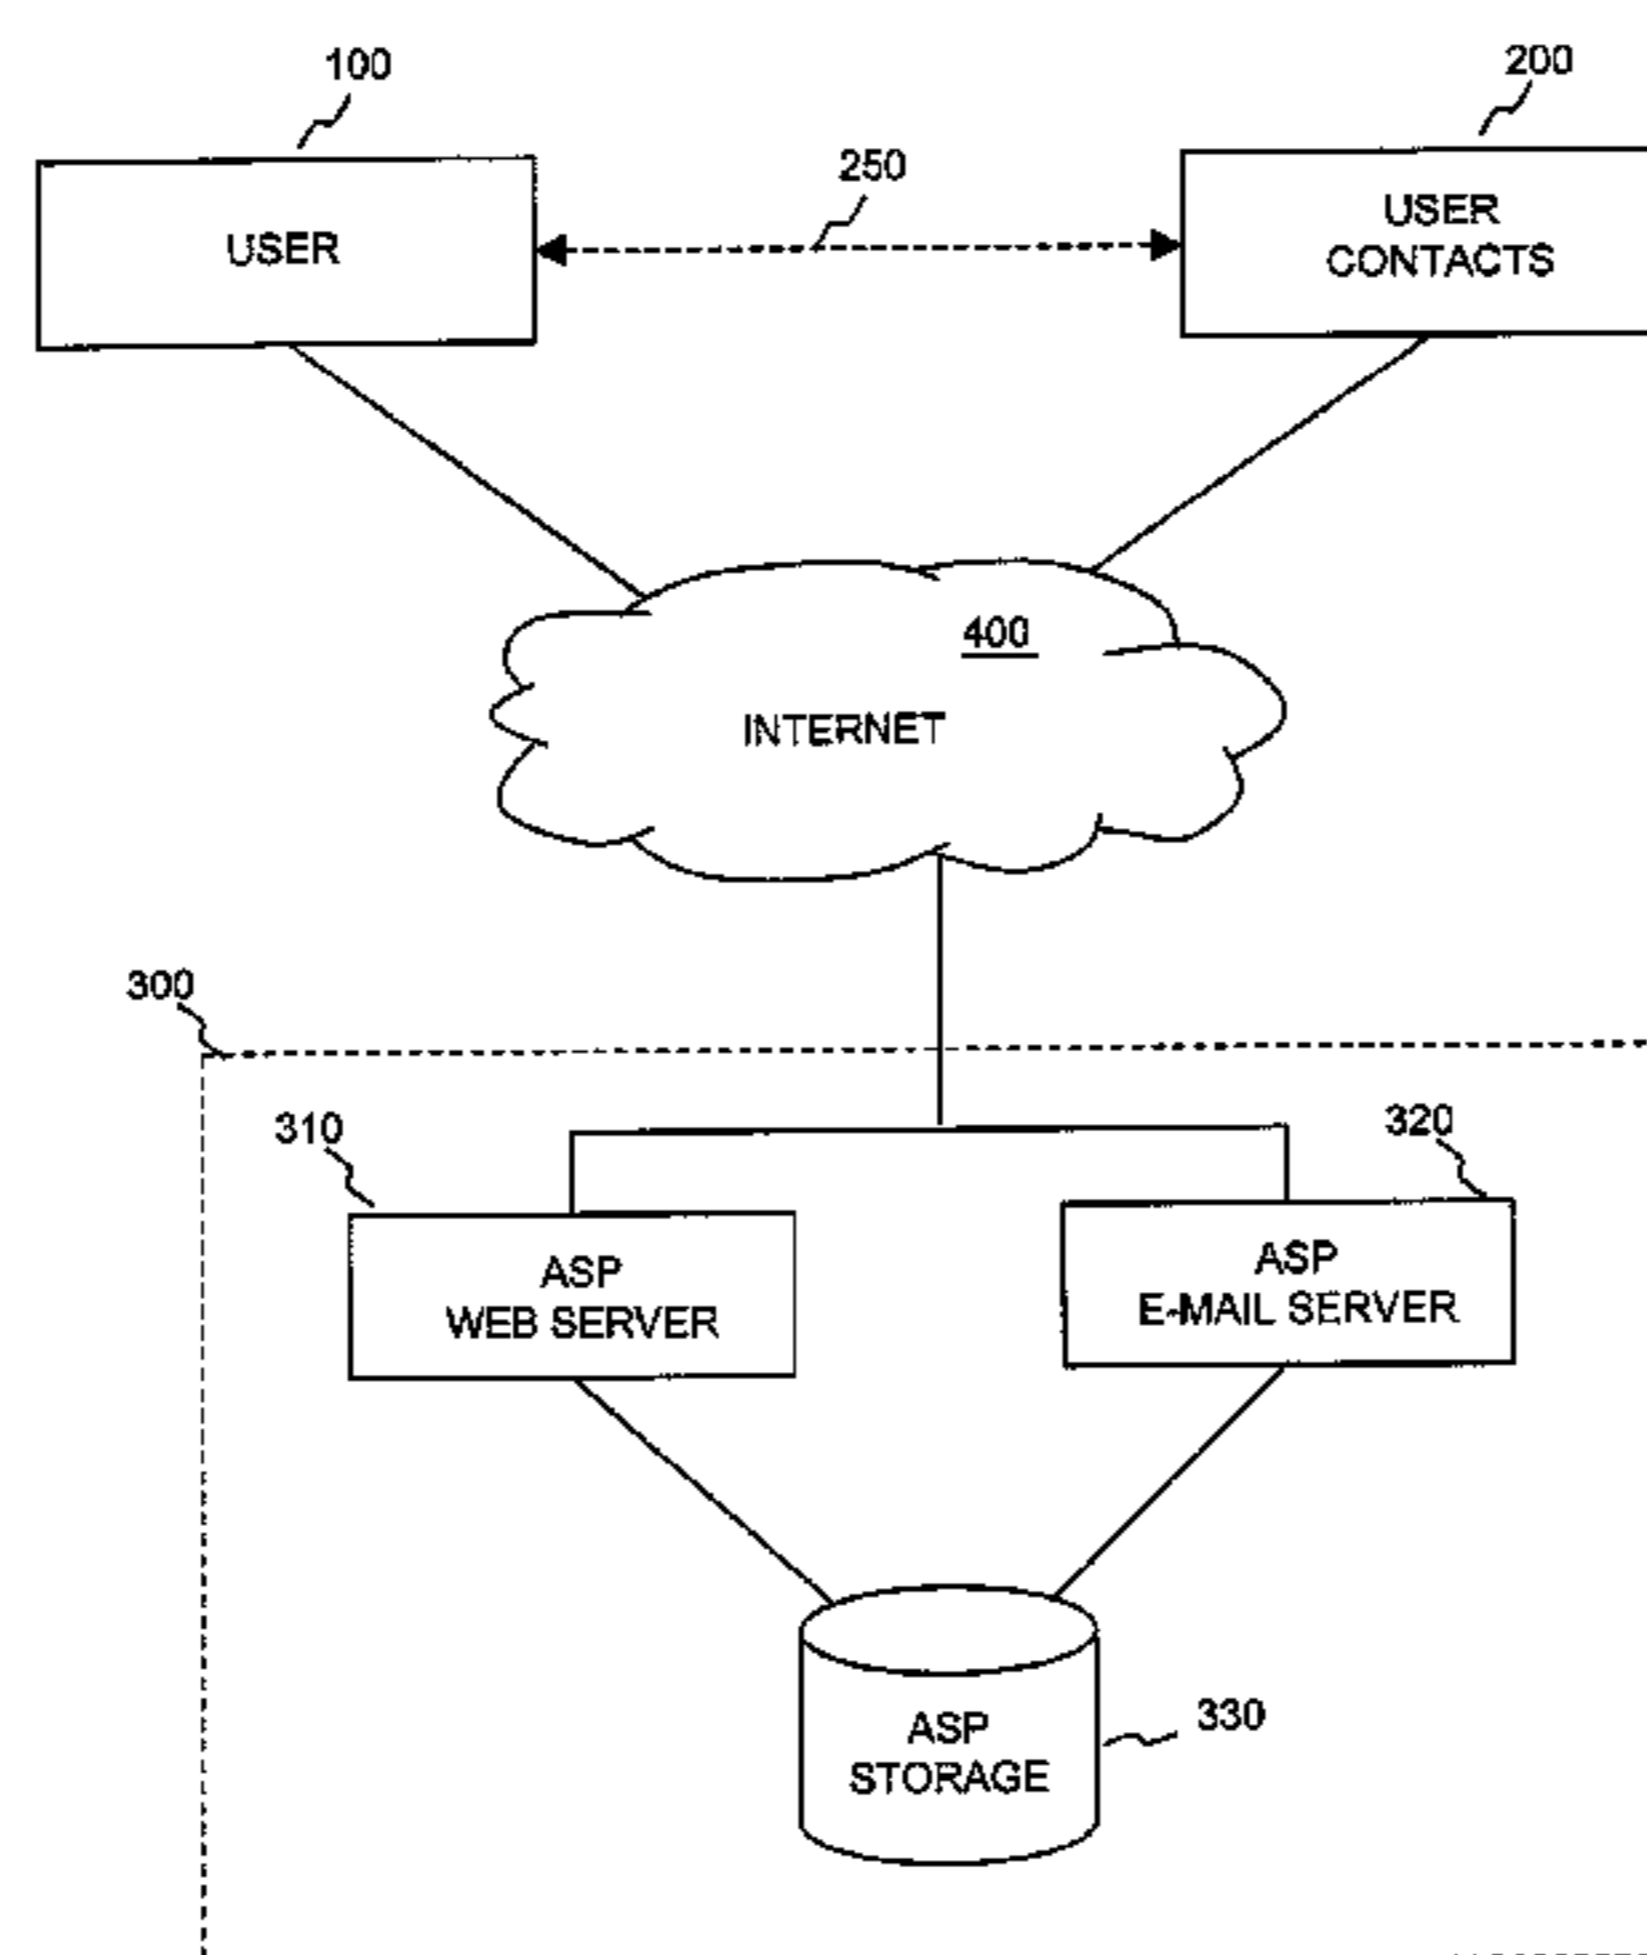 100
200
250
USER
USER
CONTACTS
400
INTERNET
300
310
320
ASP
WEB SERVER
ASP
E-MAIL SERVER
ASP
STORAGE
330